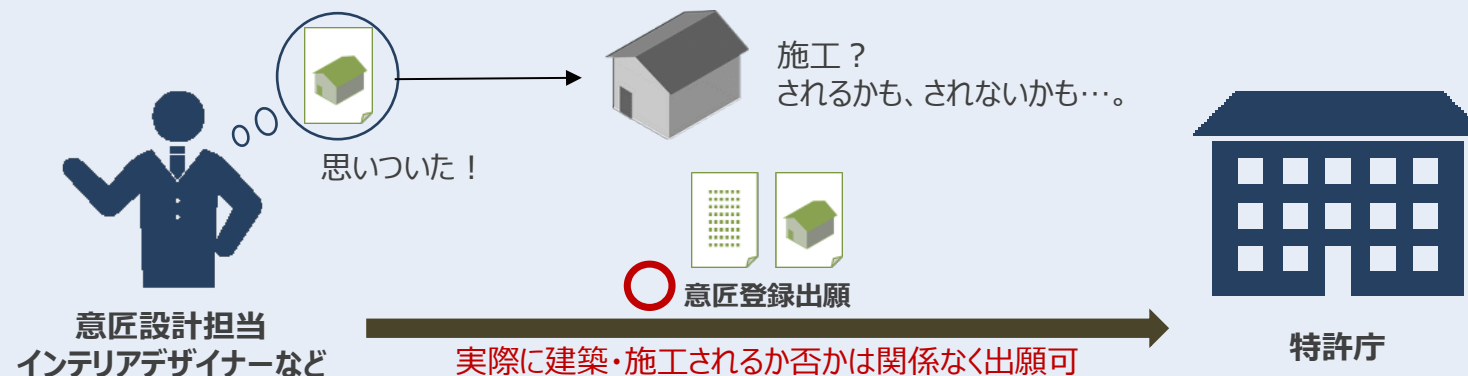 施工？
されるかも、されないかも…。
思いついた！
意匠登録出願
意匠設計担当
インテリアデザイナーなど
実際に建築・施工されるか否かは関係なく出願可
特許庁